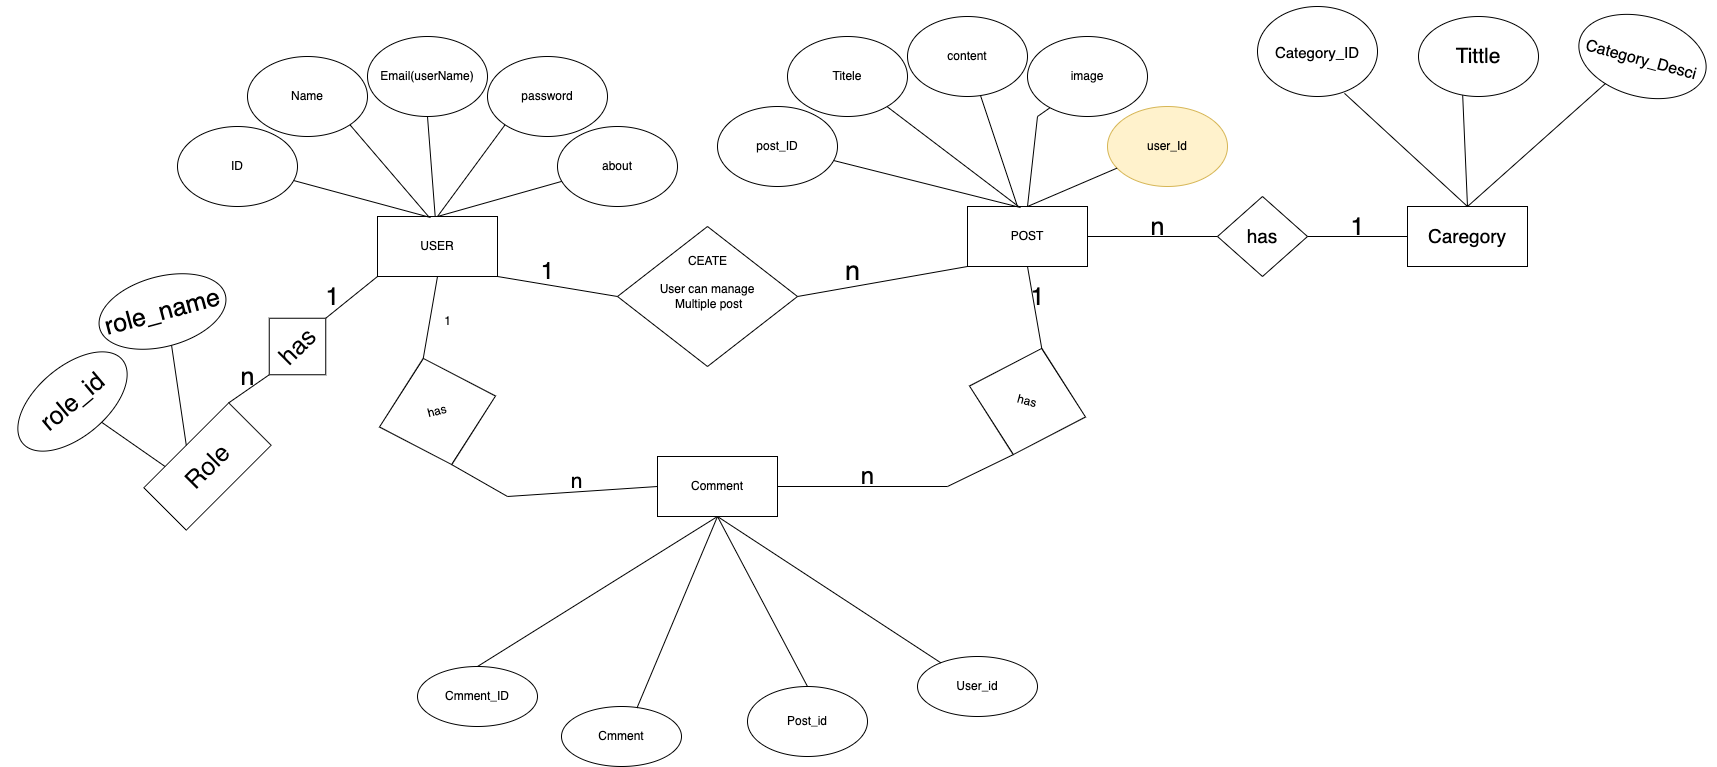 Category_ID
Tittle
Category_Desci
content
Email(userName)
Titele
image
Name
password
post_ID
user_Id
ID
about
USER
POST
n
has
1
Caregory
CEATE
User can manage
Multiple post
1
n
1
1
role_name
1
has
n
role_id
has
has
Role
n
Comment
n
Cmment_ID
User_id
Post_id
Cmment